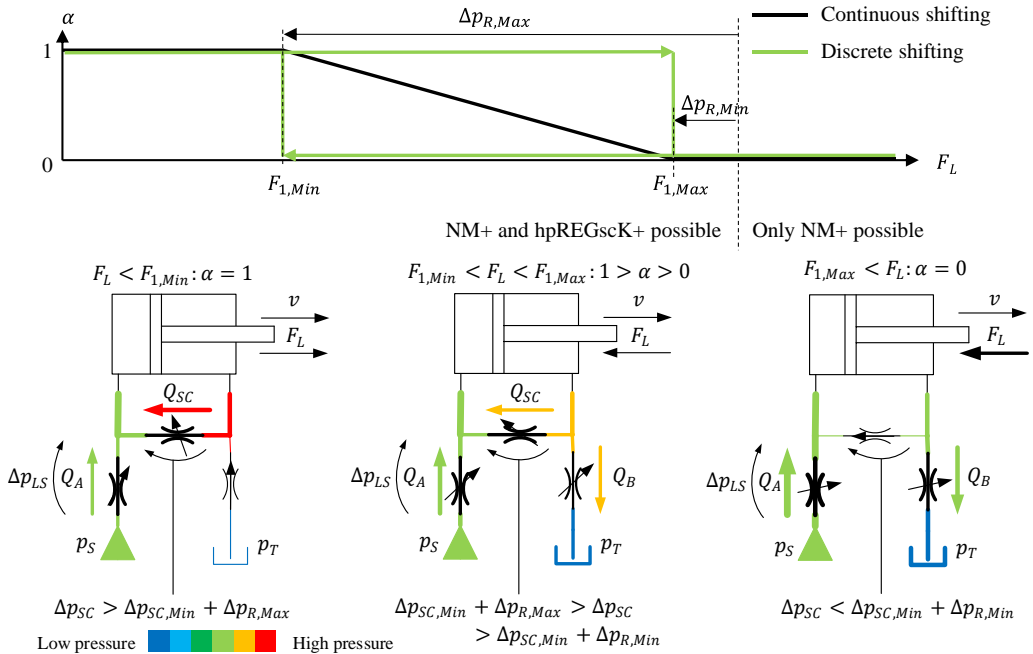 α
Δp_{R,Max}
Continuous shifting
Discrete shifting
1
Δp_{R,Min}
0
F_L
F_{1,Min}
F_{1,Max}
NM+ and hpREGscK+ possible
Only NM+ possible
F_L < F_{1,Min}: α = 1
F_{1,Min} < F_L < F_{1,Max}: 1 > α > 0
F_{1,Max} < F_L: α = 0
v
F_L
v
F_L
v
F_L
Q_{SC}
Q_{SC}
Δp_{LS}
Q_A
Δp_{LS}
Q_A
Q_B
Δp_{LS}
Q_A
Q_B
p_S
p_T
p_S
p_T
p_S
p_T
Δp_{SC} > Δp_{SC,Min} + Δp_{R,Max}
Δp_{SC,Min} + Δp_{R,Max} > Δp_{SC}
> Δp_{SC,Min} + Δp_{R,Min}
Δp_{SC} < Δp_{SC,Min} + Δp_{R,Min}
Low pressure
High pressure